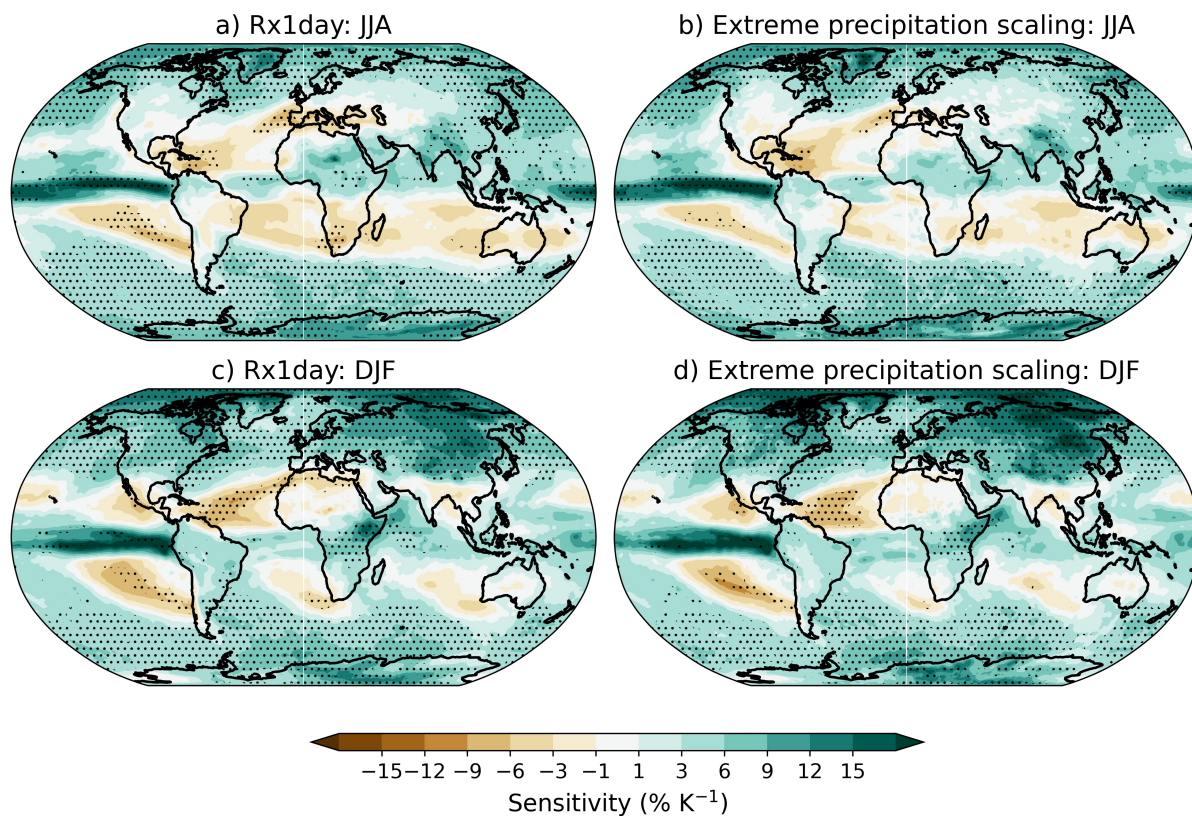 a) Rx1day: JJA
b) Extreme precipitation scaling: JJA
c) Rx1day: DJF
d) Extreme precipitation scaling: DJF
−15 −12 −9 −6 −3 −1 1 3 6 9 12 15
Sensitivity (% K⁻¹)